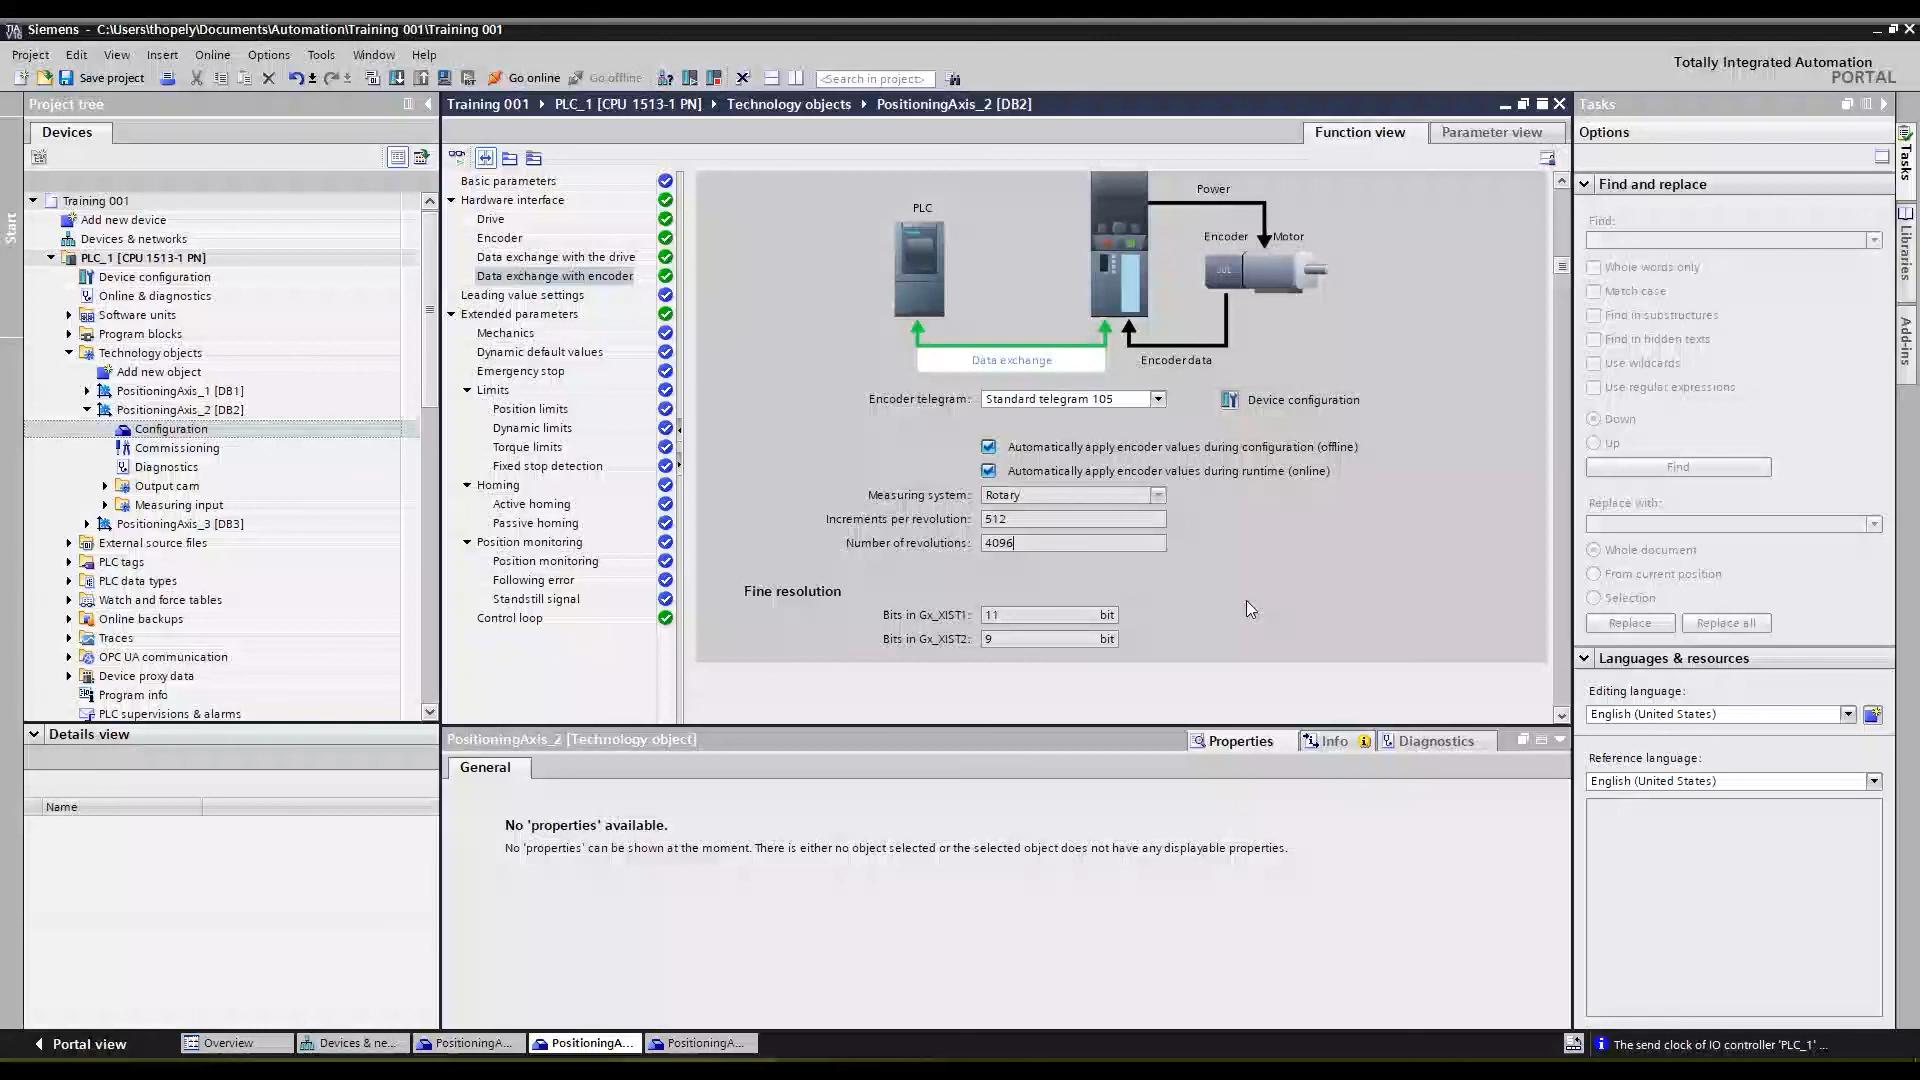 Siemens - C:\Users\thopely\Documents\Automation\Training 001\Training 001
Project Edit View Insert Online Options Tools Window Help
Totally Integrated Automation
PORTAL
Save project
Go online
Go offline
<Search in project>
Project tree
Devices
Start
Training 001
Add new device
Devices & networks
PLC_1 [CPU 1513-1 PN]
Device configuration
Online & diagnostics
Software units
Program blocks
Technology objects
Add new object
PositioningAxis_1 [DB1]
PositioningAxis_2 [DB2]
Configuration
Commissioning
Diagnostics
Output cam
Measuring input
PositioningAxis_3 [DB3]
External source files
PLC tags
PLC data types
Watch and force tables
Online backups
Traces
OPC UA communication
Device proxy data
Program info
PLC supervisions & alarms
Details view
Name
Training 001 PLC_1 [CPU 1513-1 PN] Technology objects PositioningAxis_2 [DB2]
Function view
Parameter view
Basic parameters
Hardware interface
Drive
Encoder
Data exchange with the drive
Data exchange with encoder
Leading value settings
Extended parameters
Mechanics
Dynamic default values
Emergency stop
Limits
Position limits
Dynamic limits
Torque limits
Fixed stop detection
Homing
Active homing
Passive homing
Position monitoring
Position monitoring
Following error
Standstill signal
Control loop
PLC
Power
Encoder
Motor
Data exchange
Encoder data
Encoder telegram: Standard telegram 105
Device configuration
Automatically apply encoder values during configuration (offline)
Automatically apply encoder values during runtime (online)
Measuring system: Rotary
Increments per revolution: 512
Number of revolutions: 4096
Fine resolution
Bits in Gx_XIST1: 11 bit
Bits in Gx_XIST2: 9 bit
PositioningAxis_2 [Technology object]
Properties
Info
Diagnostics
General
No 'properties' available.
No 'properties' can be shown at the moment. There is either no object selected or the selected object does not have any displayable properties.
Tasks
Options
Find and replace
Find:
Whole words only
Match case
Find in substructures
Find in hidden texts
Use wildcards
Use regular expressions
Down
Up
Find
Replace with:
Whole document
From current position
Selection
Replace
Replace all
Languages & resources
Editing language:
English (United States)
Reference language:
English (United States)
Tasks
Libraries
Add-ins
Portal view
Overview
Devices & ne...
PositioningA...
PositioningA...
PositioningA...
The send clock of IO controller 'PLC_1' ...